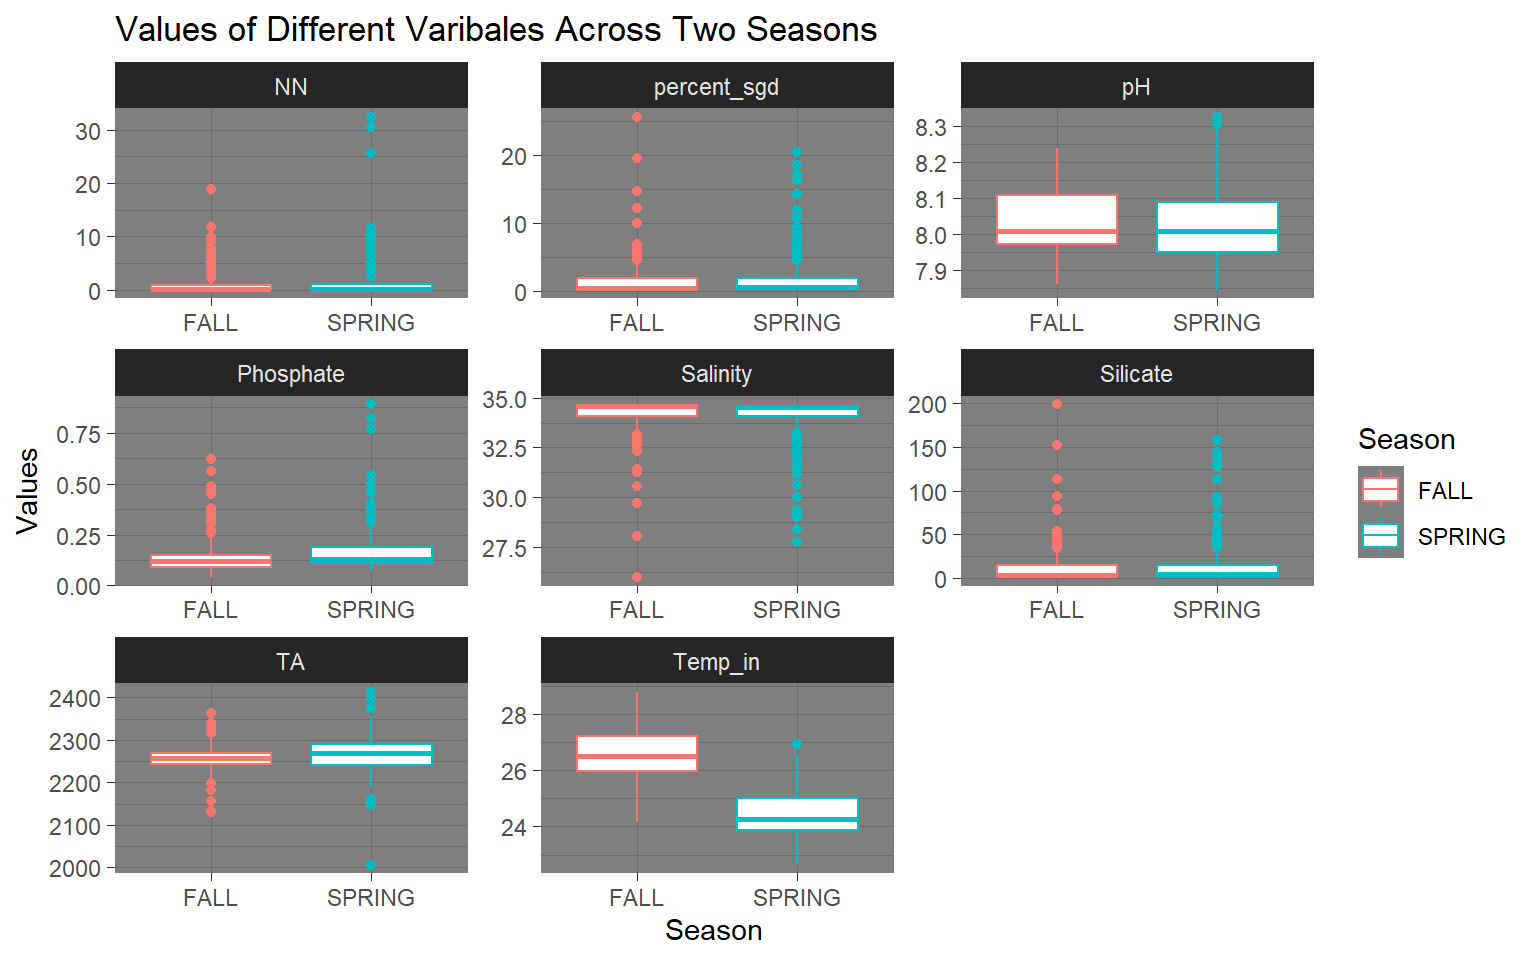 Values of Different Varibales Across Two Seasons
NN
percent_sgd
pH
30
20
10
0
20
10
0
8.3
8.2
8.1
8.0
7.9
FALL
SPRING
FALL
SPRING
FALL
SPRING
Phosphate
Salinity
Silicate
0.75
0.50
0.25
0.00
35.0
32.5
30.0
27.5
200
150
100
50
0
FALL
SPRING
FALL
SPRING
FALL
SPRING
TA
Temp_in
2400
2300
2200
2100
2000
28
26
24
FALL
SPRING
FALL
SPRING
Values
Season
Season
FALL
SPRING